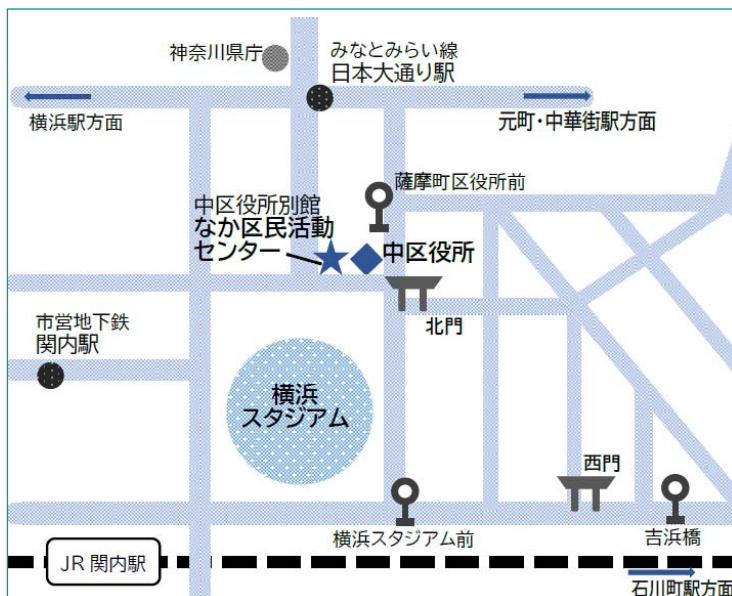 神奈川県庁
みなとみらい線
日本大通り駅
横浜駅方面
元町・中華街駅方面
薩摩町区役所前
中区役所別館
なか区民活動
センター
中区役所
北門
市営地下鉄
関内駅
横浜
スタジアム
西門
横浜スタジアム前
吉浜橋
JR 関内駅
石川町駅方面